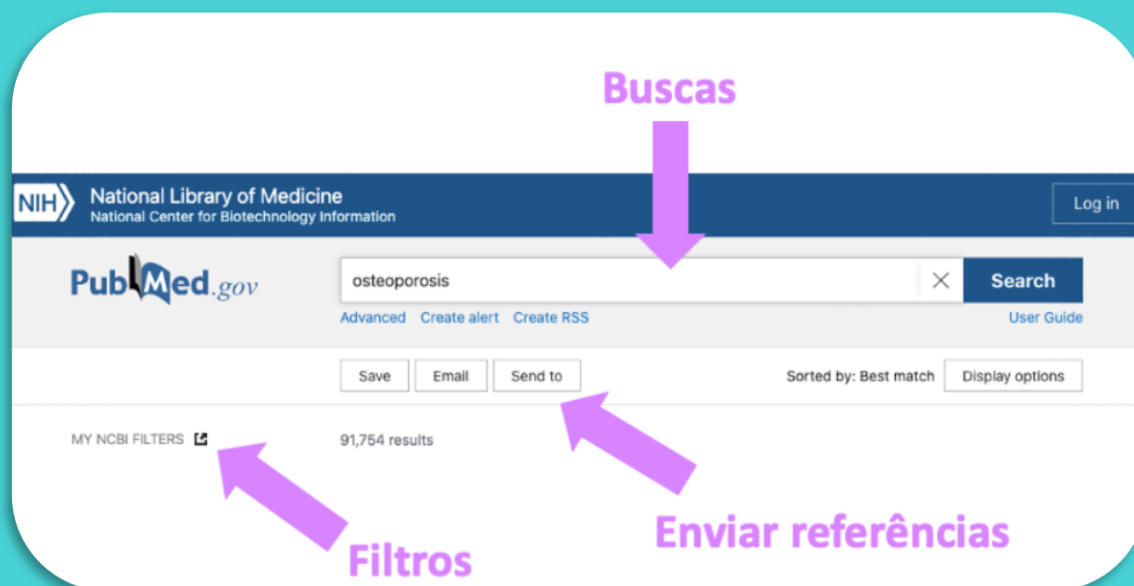 Buscas
NIH National Library of Medicine
National Center for Biotechnology Information
Log in
PubMed.gov
osteoporosis
Search
Advanced Create alert Create RSS
User Guide
Save Email Send to
Sorted by: Best match Display options
MY NCBI FILTERS
91,754 results
Enviar referências
Filtros